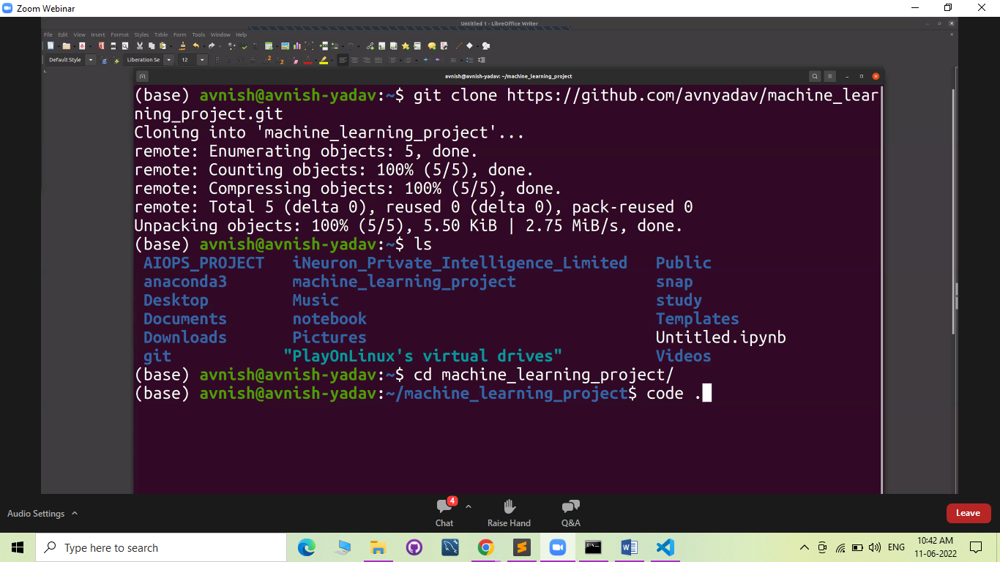 Zoom Webinar
Untitled 1 - LibreOffice Writer
File Edit View Insert Format Styles Table Form Tools Window Help
Default Style Liberation Se 12
avnish@avnish-yadav: ~/machine_learning_project
(base) avnish@avnish-yadav:~$ git clone https://github.com/avnyadav/machine_lear
ning_project.git
Cloning into 'machine_learning_project'...
remote: Enumerating objects: 5, done.
remote: Counting objects: 100% (5/5), done.
remote: Compressing objects: 100% (5/5), done.
remote: Total 5 (delta 0), reused 0 (delta 0), pack-reused 0
Unpacking objects: 100% (5/5), 5.50 KiB | 2.75 MiB/s, done.
(base) avnish@avnish-yadav:~$ ls
AIOPS_PROJECT iNeuron_Private_Intelligence_Limited Public
anaconda3 machine_learning_project snap
Desktop Music study
Documents notebook Templates
Downloads Pictures Untitled.ipynb
git "PlayOnLinux's virtual drives" Videos
(base) avnish@avnish-yadav:~$ cd machine_learning_project/
(base) avnish@avnish-yadav:~/machine_learning_project$ code .
Audio Settings
4
Chat Raise Hand Q&A
Leave
Type here to search
ENG
10:42 AM
11-06-2022